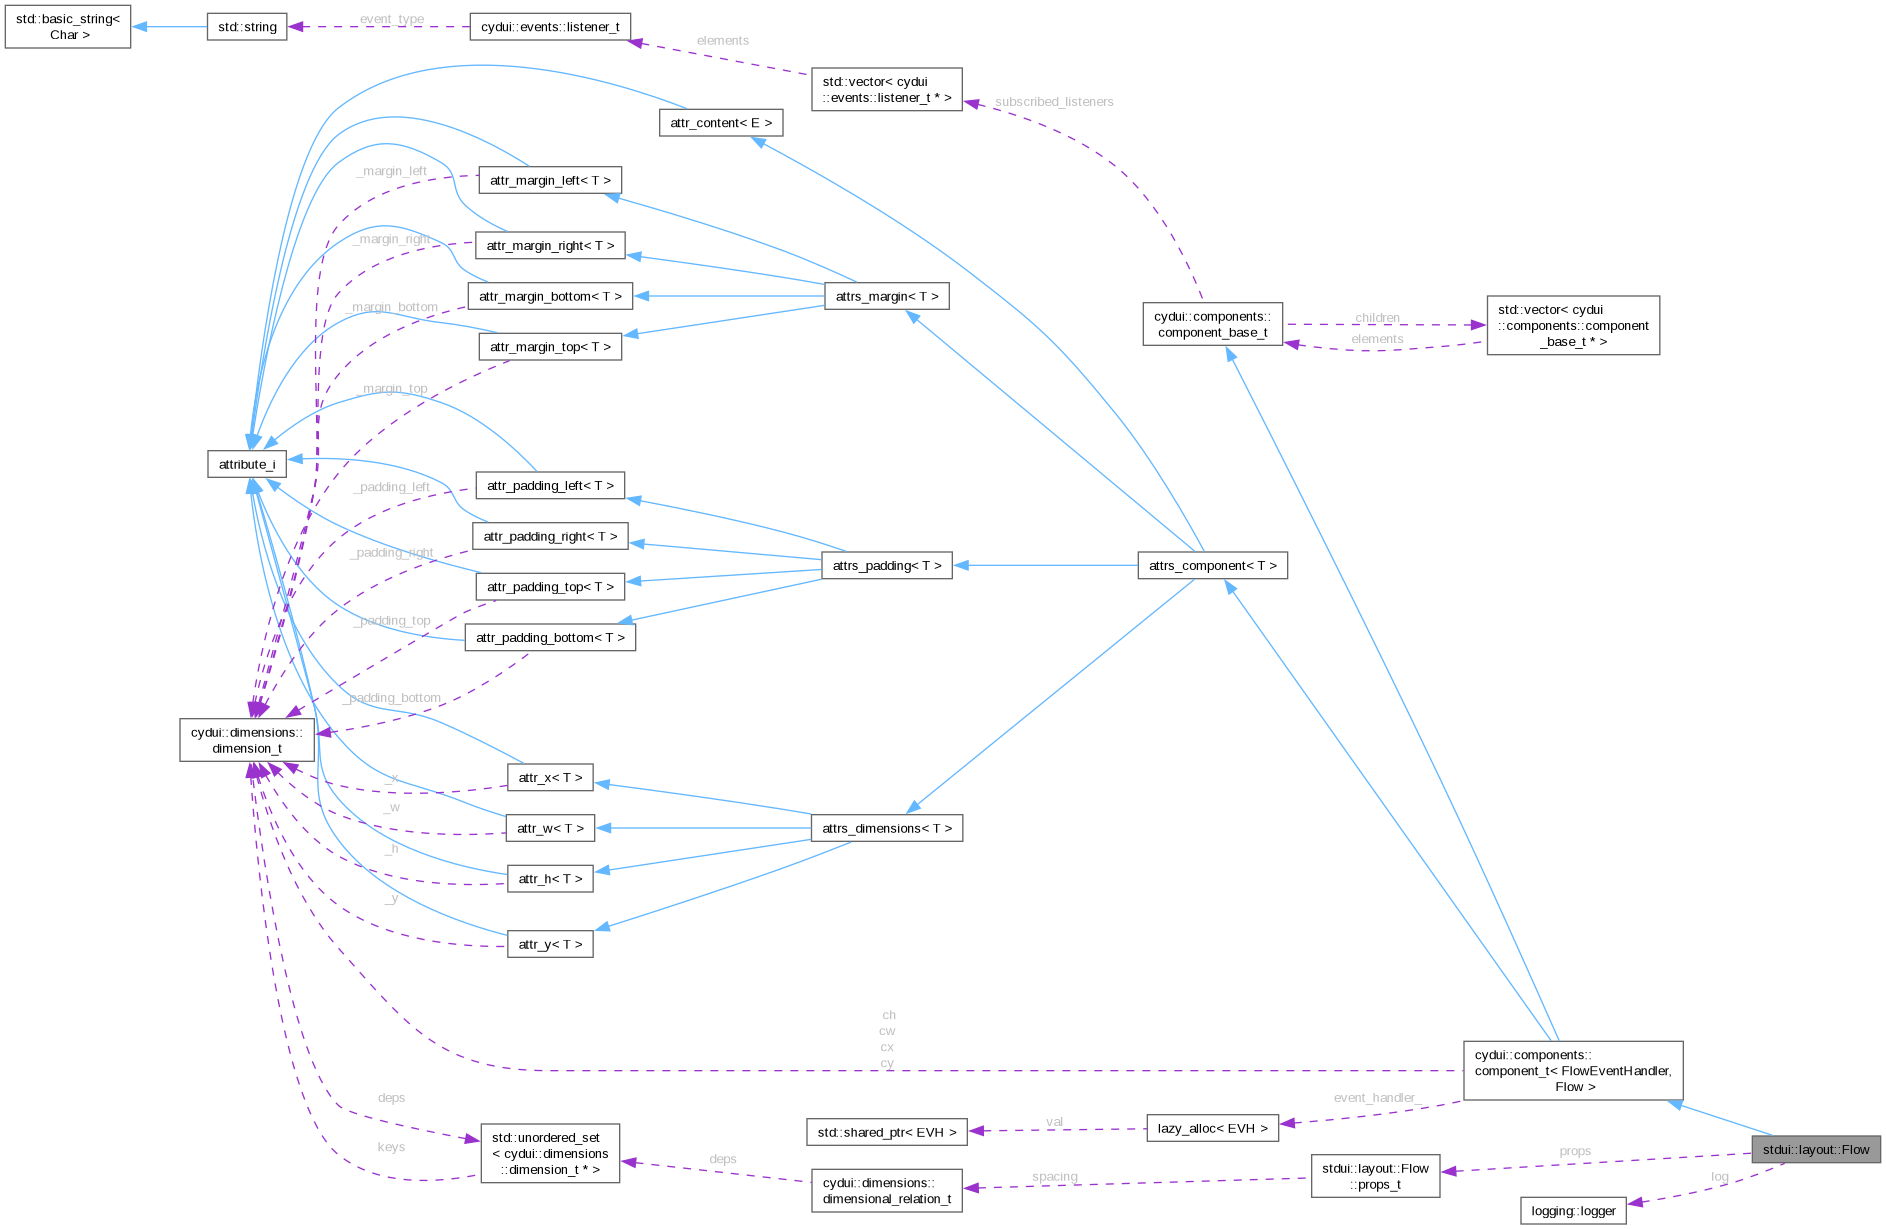 std::basic_string<
Char >
std::string
event_type
cydui::events::listener_t
elements
std::vector< cydui
::events::listener_t * >
subscribed_listeners
attr_content< E >
_margin_left
attr_margin_left< T >
_margin_right
attr_margin_right< T >
attr_margin_bottom< T >
_margin_bottom
attr_margin_top< T >
_margin_top
attrs_margin< T >
cydui::components::
component_base_t
children
elements
std::vector< cydui
::components::component
_base_t * >
attribute_i
_padding_left
attr_padding_left< T >
attr_padding_right< T >
_padding_right
attr_padding_top< T >
_padding_top
attr_padding_bottom< T >
_padding_bottom
attrs_padding< T >
attrs_component< T >
cydui::dimensions::
dimension_t
_x
attr_x< T >
_w
attr_w< T >
_h
attr_h< T >
_y
attr_y< T >
attrs_dimensions< T >
ch
cw
cx
cy
cydui::components::
component_t< FlowEventHandler,
Flow >
deps
keys
std::unordered_set
< cydui::dimensions
::dimension_t * >
deps
std::shared_ptr< EVH >
val
lazy_alloc< EVH >
event_handler_
cydui::dimensions::
dimensional_relation_t
spacing
stdui::layout::Flow
::props_t
props
stdui::layout::Flow
log
logging::logger